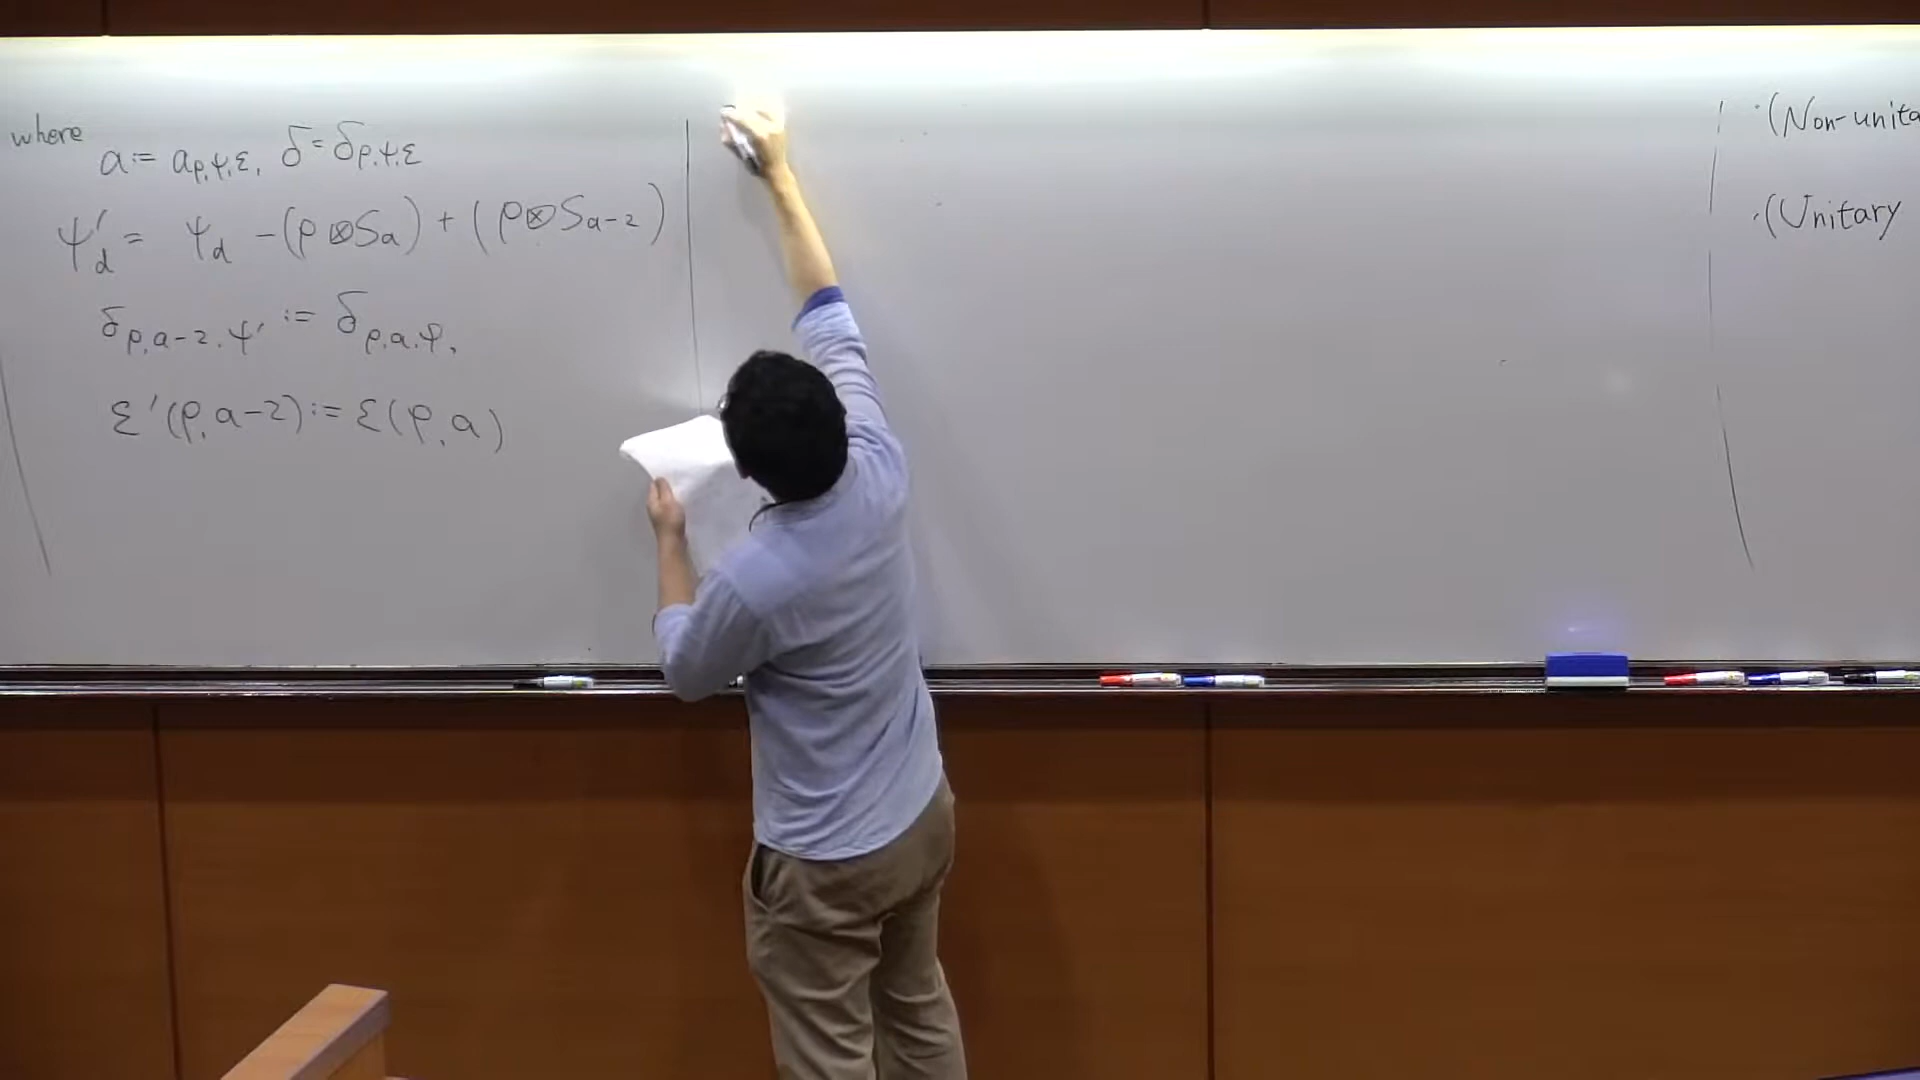 where
a := a_{ρ,ψ,ε}, δ = δ_{ρ,ψ,ε}
ψ'_d = ψ_d - (ρ⊗S_a) + (ρ⊗S_{a-2})
δ_{ρ,a-2,ψ'} := δ_{ρ,a,ψ},
ε'(ρ,a-2) := ε(ρ,a)
·(Non-unita
·(Unitary